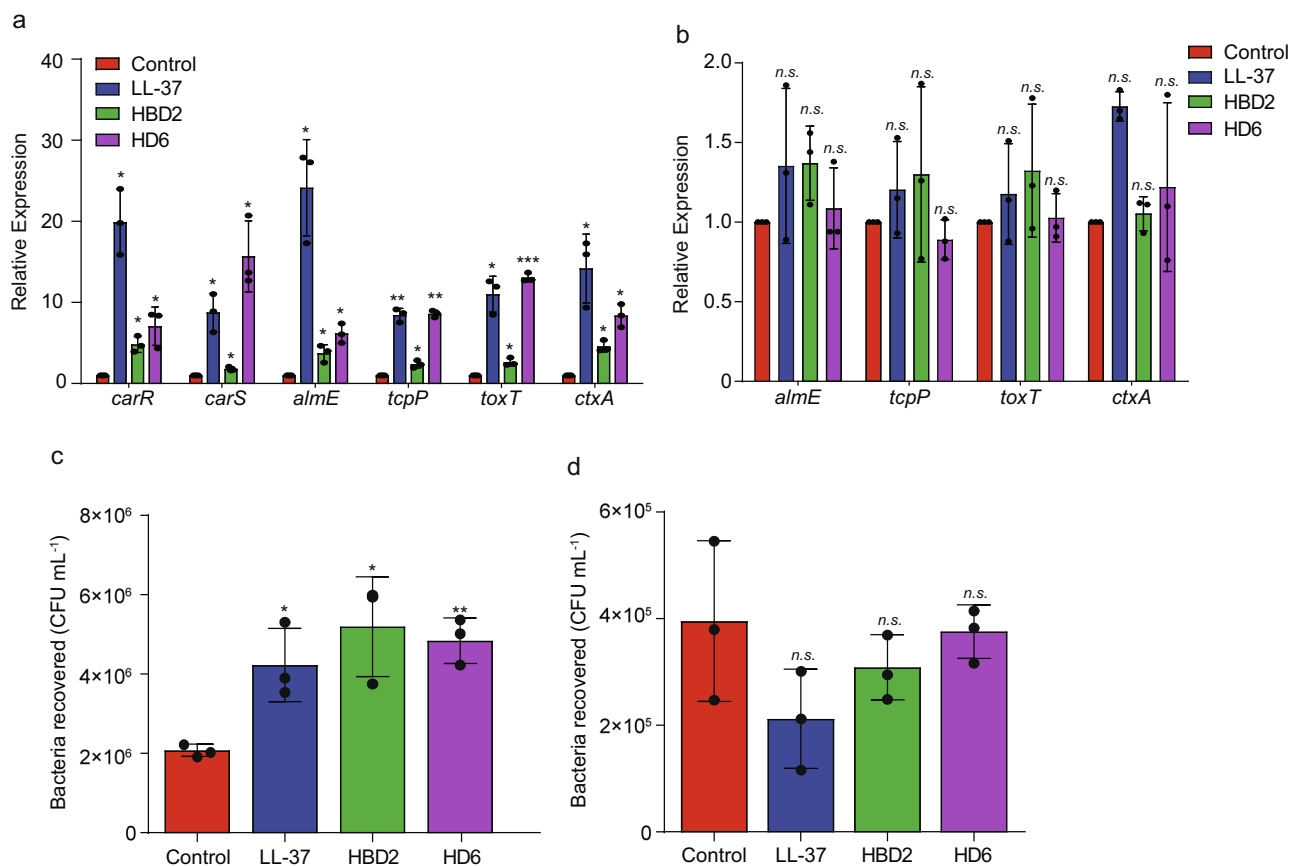 a
Relative Expression
40
30
20
10
0
Control
LL-37
HBD2
HD6
* * * * * * * * * ** * ** * * *** * * *
carR carS almE tcpP toxT ctxA
b
Relative Expression
2.0
1.5
1.0
0.5
0.0
n.s. n.s. n.s. n.s. n.s. n.s. n.s. n.s. n.s. n.s. n.s. n.s.
almE tcpP toxT ctxA
Control
LL-37
HBD2
HD6
c
Bacteria recovered (CFU mL-1)
8×10⁶
6×10⁶
4×10⁶
2×10⁶
0
* * **
Control LL-37 HBD2 HD6
d
Bacteria recovered (CFU mL-1)
6×10⁵
4×10⁵
2×10⁵
0
n.s. n.s. n.s.
Control LL-37 HBD2 HD6